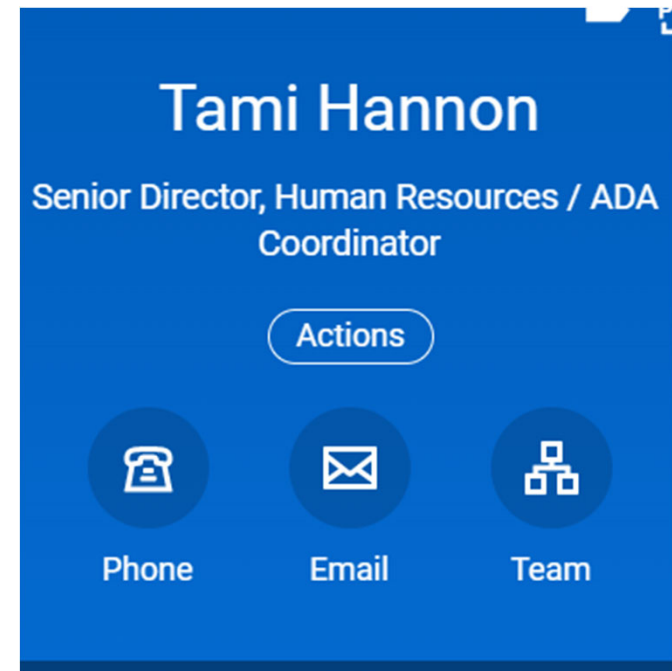 Tami Hannon
Senior Director, Human Resources / ADA
Coordinator
Actions
Phone
Email
Team